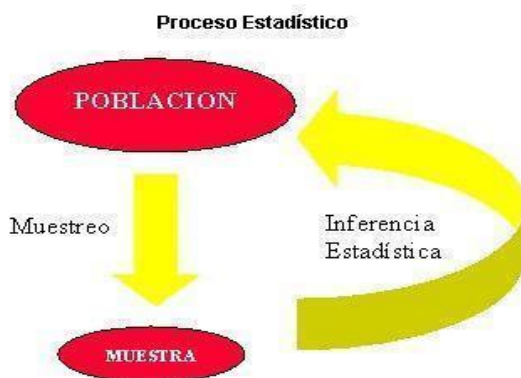 Proceso Estadístico
POBLACION
Muestreo
Inferencia
Estadística
MUESTRA